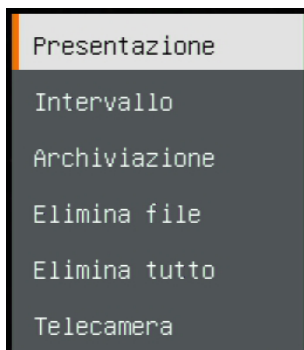 Presentazione
Intervallo
Archiviazione
Elimina file
Elimina tutto
Telecamera